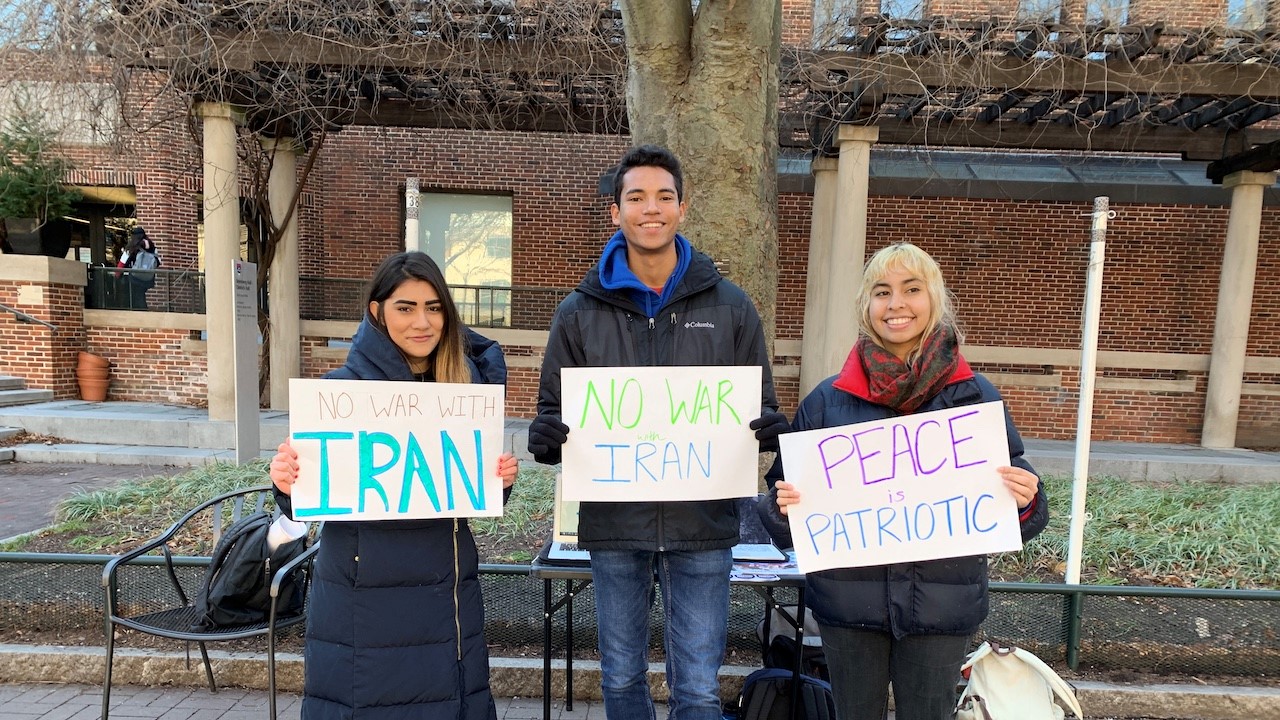 NO WAR WITH
IRAN
NO WAR
with
IRAN
Columbia
PEACE
is
PATRIOTIC